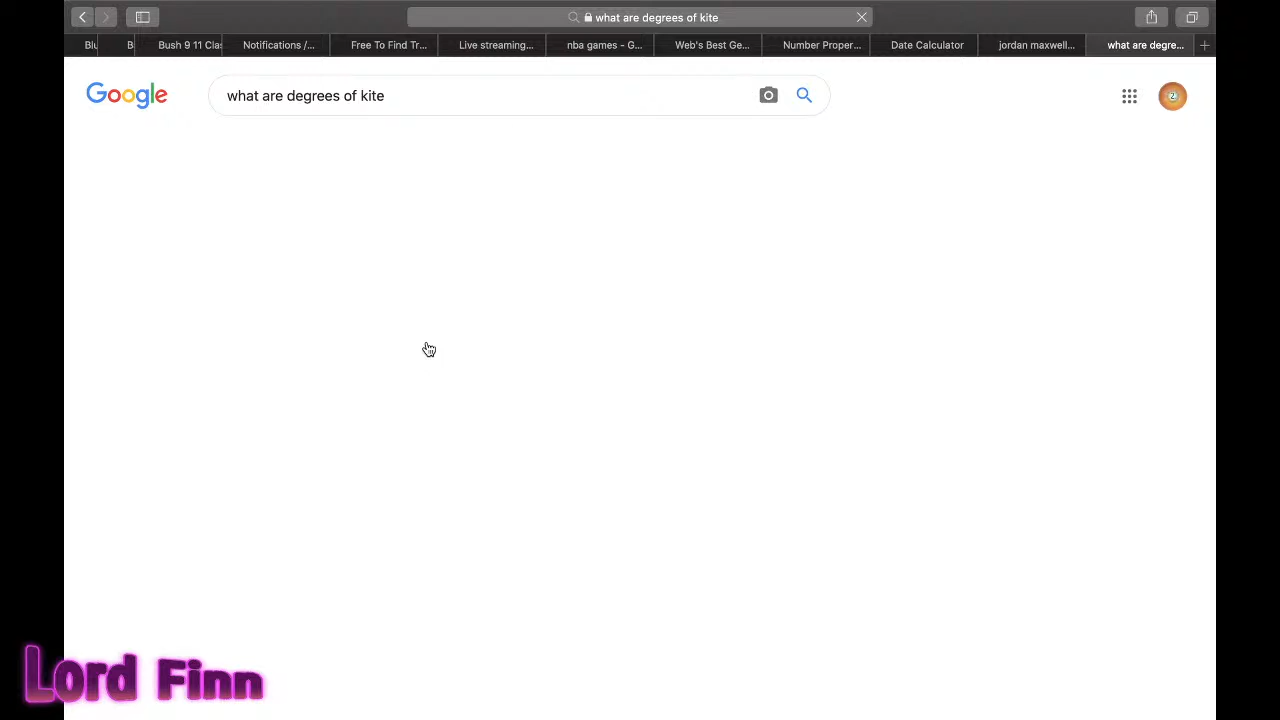 what are degrees of kite
Blu
B
Bush 9 11 Cla
Notifications /...
Free To Find Tr...
Live streaming...
nba games - G...
Web's Best Ge...
Number Proper...
Date Calculator
jordan maxwell...
what are degre...
Google
what are degrees of kite
Lord Finn